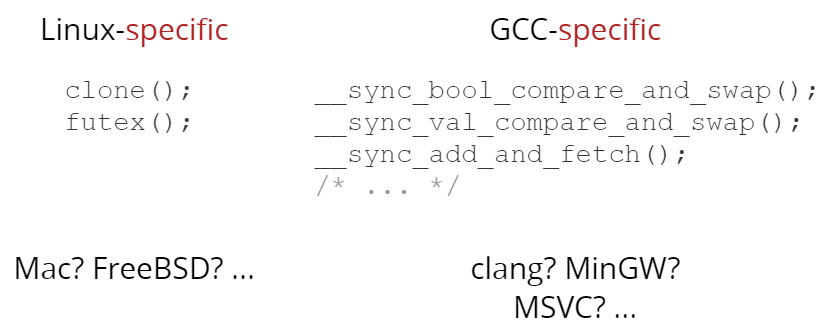 Linux-specific
clone();
futex();
Mac? FreeBSD? ...
GCC-specific
__sync_bool_compare_and_swap();
__sync_val_compare_and_swap();
__sync_add_and_fetch();
/* ... */
clang? MinGW?
MSVC? ...